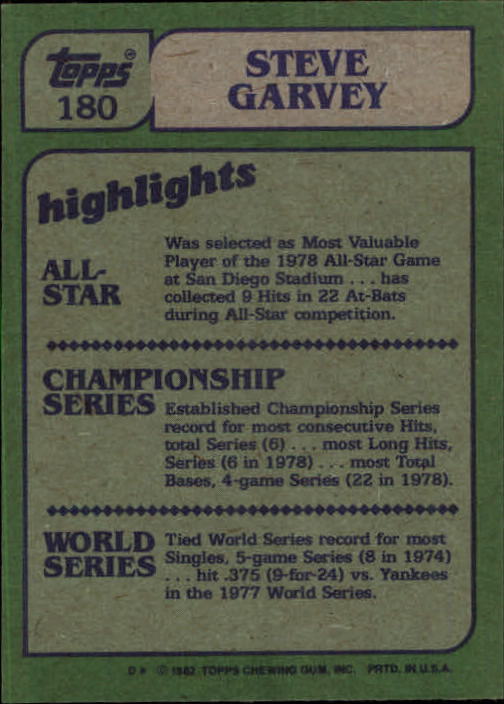 topps®
180
STEVE
GARVEY
highlights
ALL-
STAR
Was selected as Most Valuable
Player of the 1978 All-Star Game
at San Diego Stadium . . . has
collected 9 Hits in 22 At-Bats
during All-Star competition.
CHAMPIONSHIP
SERIES
Established Championship Series
record for most consecutive Hits,
total Series (6) . . . most Long Hits,
Series (6 in 1978) . . . most Total
Bases, 4-game Series (22 in 1978).
WORLD
SERIES
Tied World Series record for most
Singles, 5-game Series (8 in 1974)
. . . hit .375 (9-for-24) vs. Yankees
in the 1977 World Series.
D* © 1982 TOPPS CHEWING GUM, INC. PRTD. IN U.S.A.